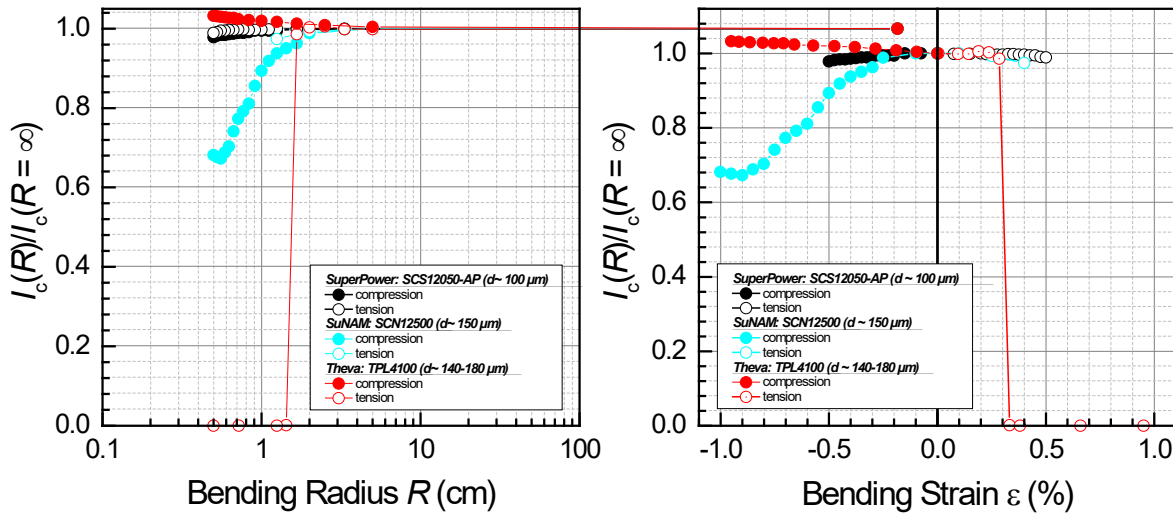 I_c(R)/I_c(R = ∞)
1.0
0.8
0.6
0.4
0.2
0.0
SuperPower: SCS12050-AP (d~ 100 µm)
compression
tension
SuNAM: SCN12500 (d~ 150 µm)
compression
tension
Theva: TPL4100 (d~ 140-180 µm)
compression
tension
0.1 1 10 100
Bending Radius R (cm)
I_c(R)/I_c(R = ∞)
1.0
0.8
0.6
0.4
0.2
0.0
SuperPower: SCS12050-AP (d~ 100 µm)
compression
tension
SuNAM: SCN12500 (d~ 150 µm)
compression
tension
Theva: TPL4100 (d ~ 140-180 µm)
compression
tension
-1.0 -0.5 0.0 0.5 1.0
Bending Strain ε (%)